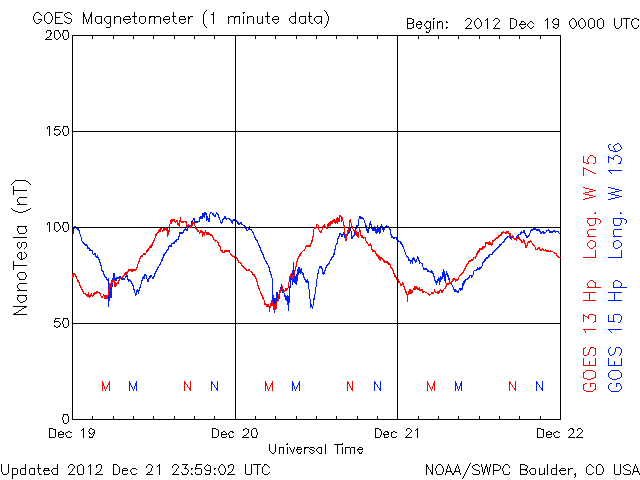 GOES Magnetometer (1 minute data)
Begin: 2012 Dec 19 0000 UTC
200
150
100
50
0
NanoTesla (nT)
M M N N M M N N M M N N
Dec 19 Dec 20 Dec 21 Dec 22
Universal Time
GOES 13 Hp Long. W 75
GOES 15 Hp Long. W 136
Updated 2012 Dec 21 23:59:02 UTC
NOAA/SWPC Boulder, CO USA